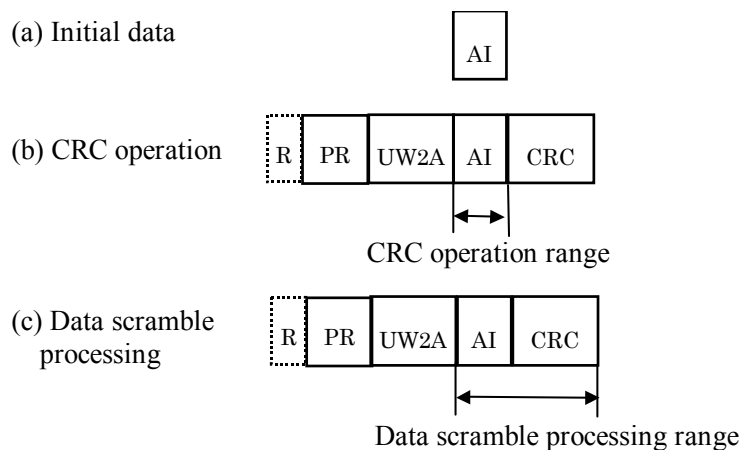 (a) Initial data
AI
(b) CRC operation
R PR UW2A AI CRC
CRC operation range
(c) Data scramble
processing
R PR UW2A AI CRC
Data scramble processing range